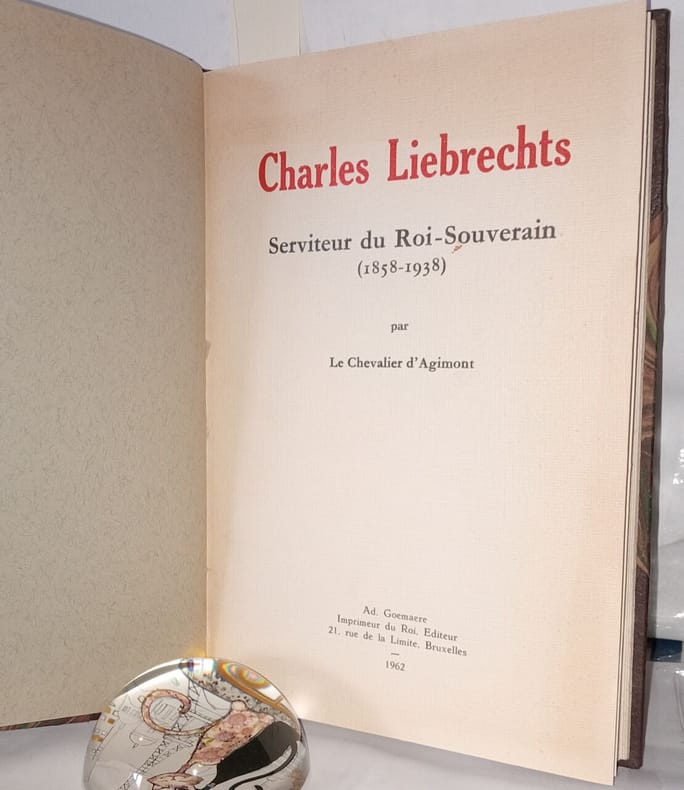 Charles Liebrechts
Serviteur du Roi-Souverain
(1858-1938)
par
Le Chevalier d'Agimont
Ad. Goemaere
Imprimeur du Roi, Editeur
21, rue de la Limite, Bruxelles
1962